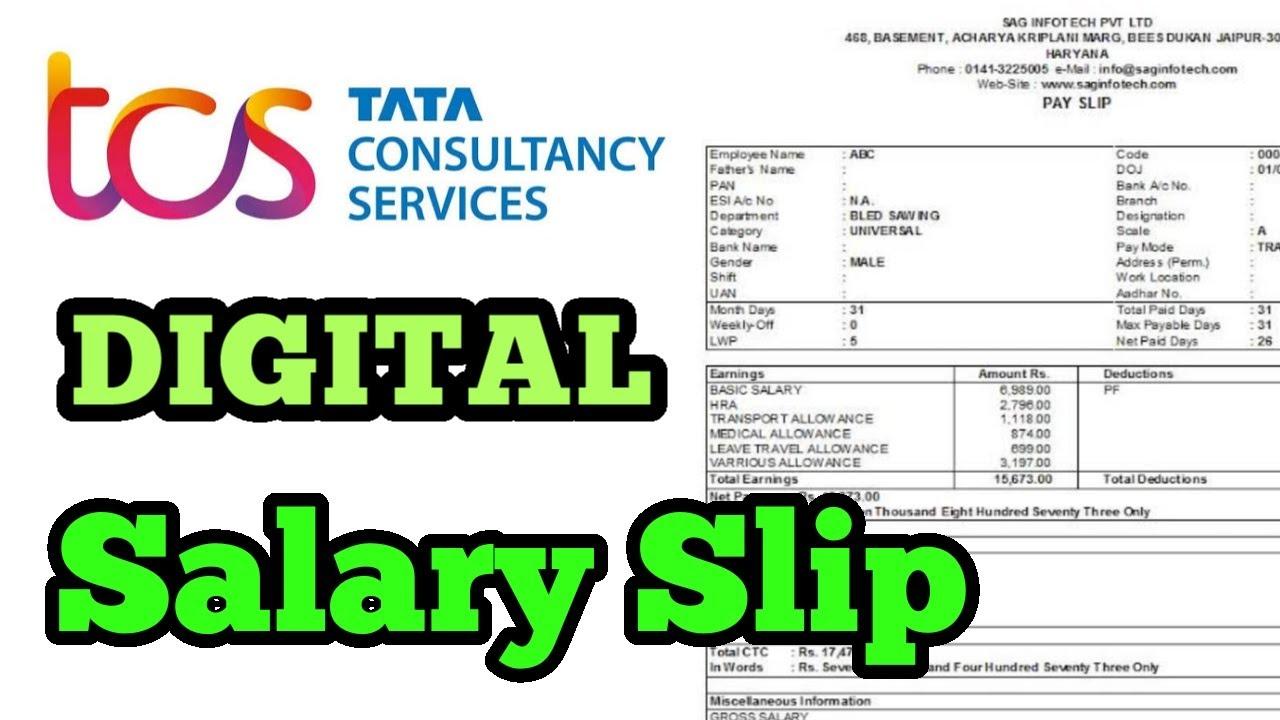 tcs
TATA
CONSULTANCY
SERVICES
DIGITAL
Salary Slip
SAG INFOTECH PVT LTD
468, BASEMENT, ACHARYA KRIPLANI MARG, BEES DUKAN JAIPUR-30
HARYANA
Phone : 0141-3225005 e-Mail : info@saginfotech.com
Web-Site : www.saginfotech.com
PAY SLIP
Employee Name : ABC Code : 000
Father's Name : DOJ : 01/0
PAN : Bank A/c No. :
ESI A/c No : N.A. Branch :
Department : BLED SAWING Designation :
Category : UNIVERSAL Scale : A
Bank Name : Pay Mode : TRA
Gender : MALE Address (Perm.) :
Shift : Work Location :
UAN : Aadhar No. :
Month Days : 31 Total Paid Days : 31
Weekly-Off : 0 Max Payable Days : 31
LWP : 5 Net Paid Days : 26
Earnings Amount Rs. Deductions
BASIC SALARY 6,989.00 PF
HRA 2,796.00
TRANSPORT ALLOWANCE 1,118.00
MEDICAL ALLOWANCE 874.00
LEAVE TRAVEL ALLOWANCE 699.00
VARRIOUS ALLOWANCE 3,197.00
Total Earnings 15,673.00 Total Deductions
Net Rs. 73.00
Thousand Eight Hundred Seventy Three Only
Total CTC : Rs. 17,47
In Words : Rs. Seve and Four Hundred Seventy Three Only
Miscellaneous Information
GROSS SALARY